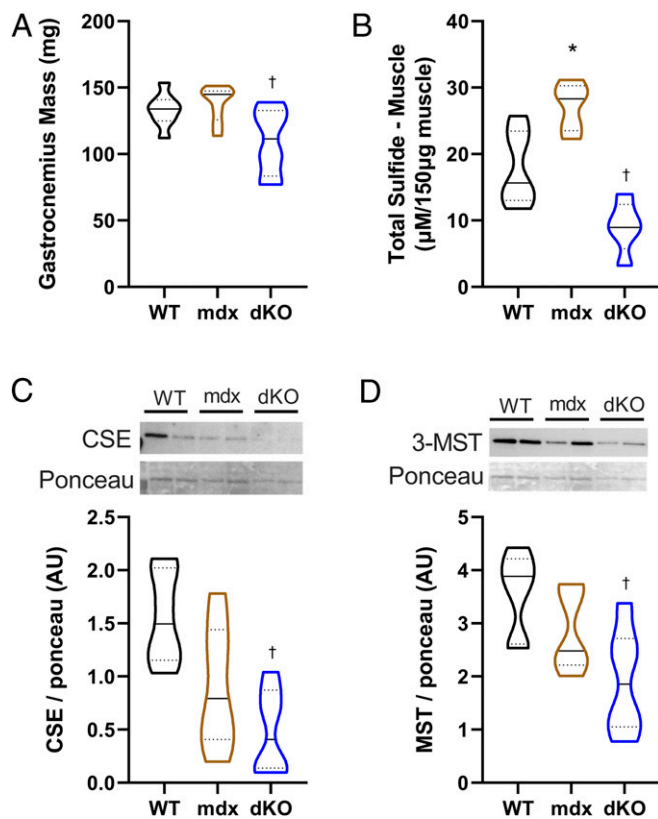 A
Gastrocnemius Mass (mg)
200
150
100
50
0
†
WT mdx dKO
B
Total Sulfide - Muscle
(µM/150µg muscle)
40
30
20
10
0
*
†
WT mdx dKO
C
WT mdx dKO
CSE
Ponceau
CSE / ponceau (AU)
2.5
2.0
1.5
1.0
0.5
0.0
†
WT mdx dKO
D
WT mdx dKO
3-MST
Ponceau
MST / ponceau (AU)
5
4
3
2
1
0
†
WT mdx dKO